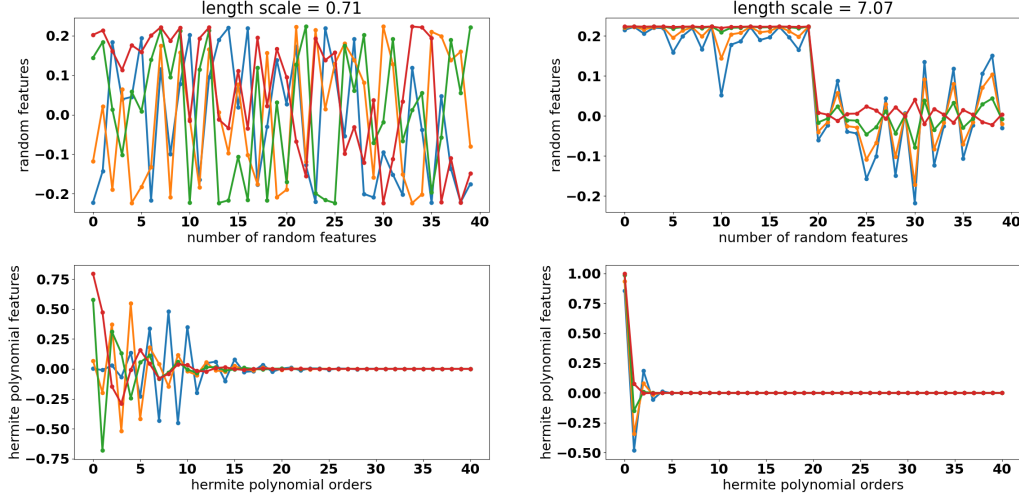 length scale = 0.71
random features
0.2
0.1
0.0
−0.1
−0.2
0 5 10 15 20 25 30 35 40
number of random features
length scale = 7.07
random features
0.2
0.1
0.0
−0.1
−0.2
0 5 10 15 20 25 30 35 40
number of random features
hermite polynomial features
0.75
0.50
0.25
0.00
−0.25
−0.50
−0.75
0 5 10 15 20 25 30 35 40
hermite polynomial orders
hermite polynomial features
1.00
0.75
0.50
0.25
0.00
−0.25
−0.50
0 5 10 15 20 25 30 35 40
hermite polynomial orders